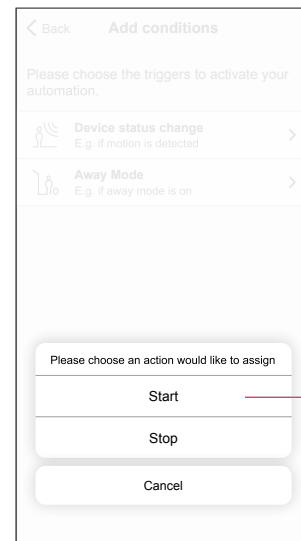 Back Add conditions
Please choose the triggers to activate your
automation.
Device status change
E.g. if motion is detected
Away Mode
E.g. if away mode is on
Please choose an action would like to assign
Start
Stop
Cancel